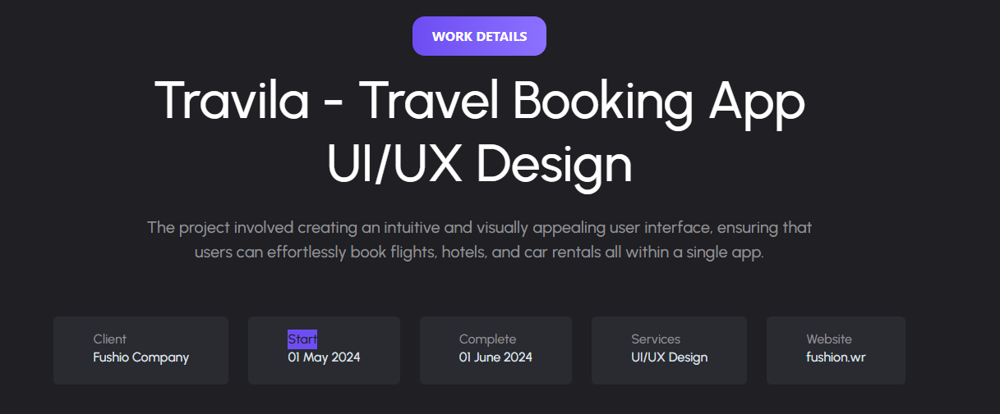 WORK DETAILS
Travila - Travel Booking App
UI/UX Design
The project involved creating an intuitive and visually appealing user interface, ensuring that
users can effortlessly book flights, hotels, and car rentals all within a single app.
Client
Fushio Company
Start
01 May 2024
Complete
01 June 2024
Services
UI/UX Design
Website
fushion.wr